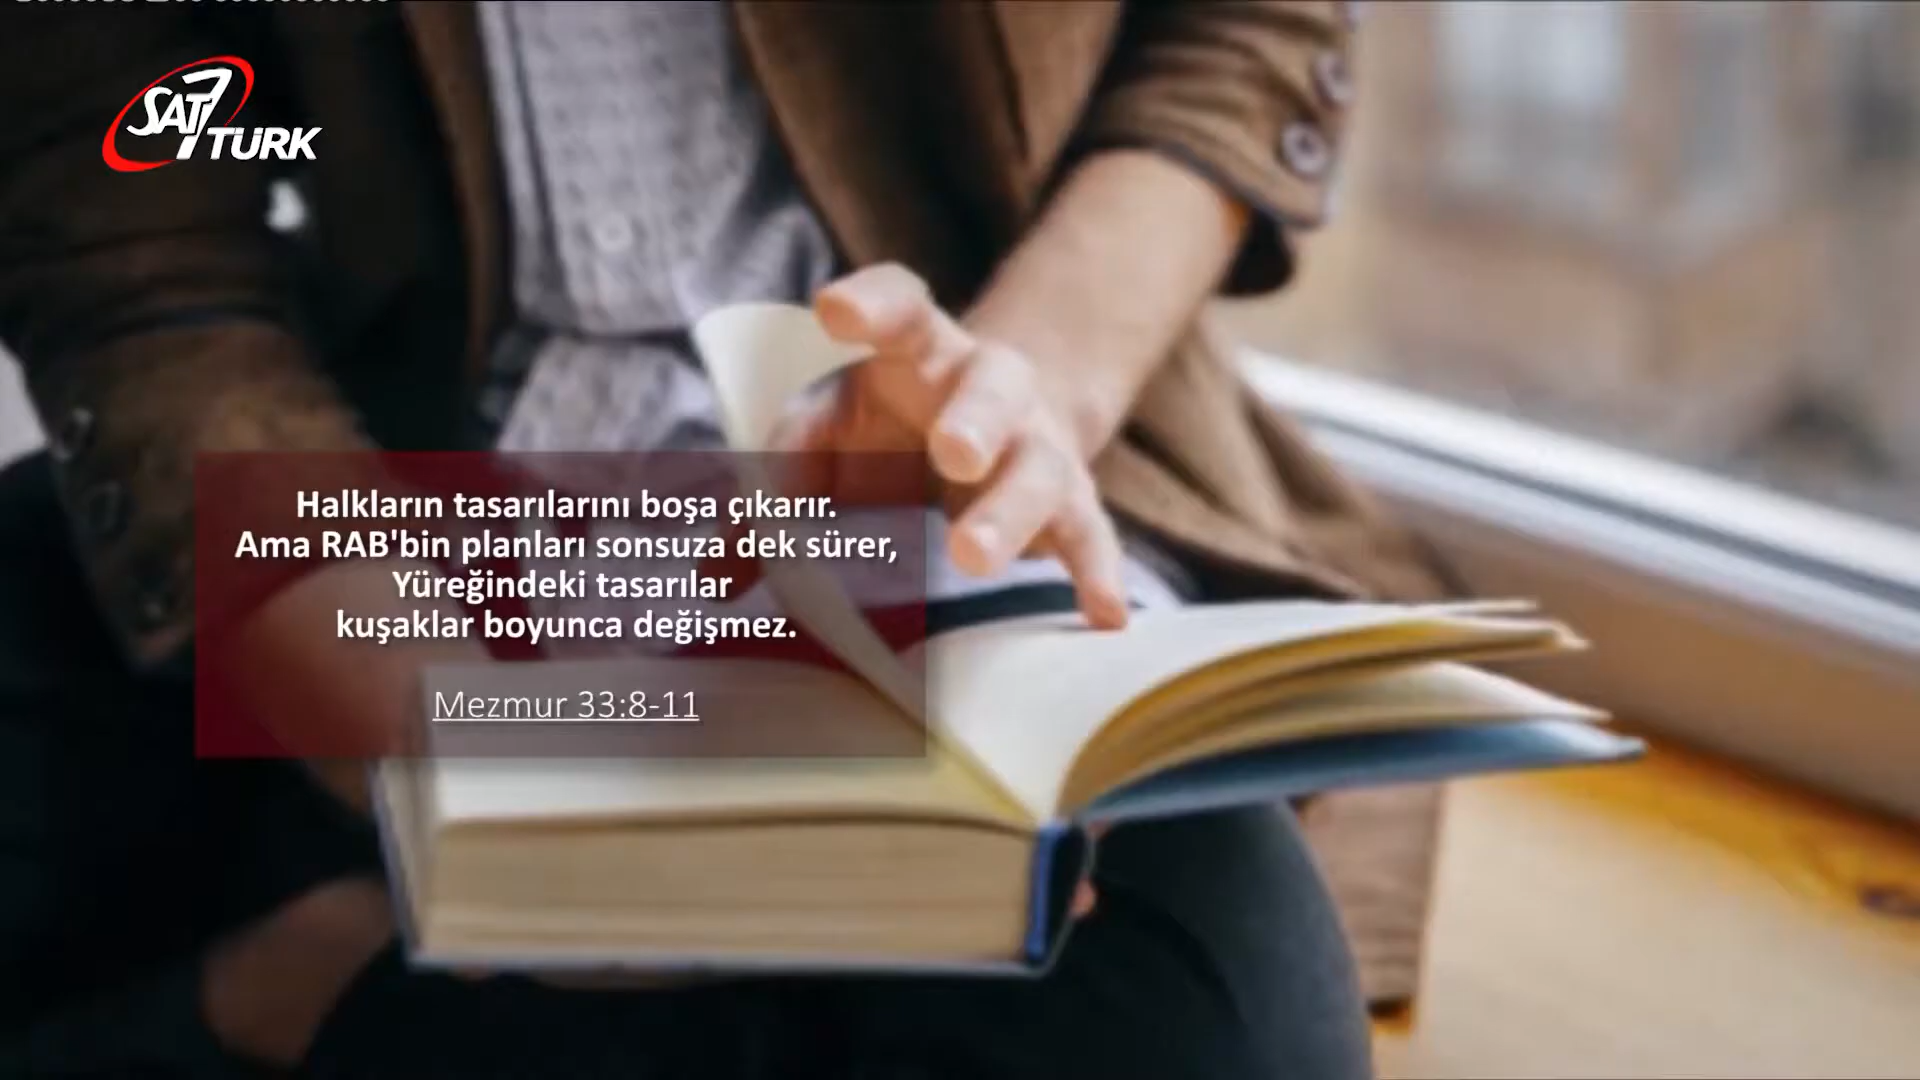 SAT7
TÜRK
Halkların tasarılarını boşa çıkarır.
Ama RAB'bin planları sonsuza dek sürer,
Yüreğindeki tasarılar
kuşaklar boyunca değişmez.
Mezmur 33:8-11